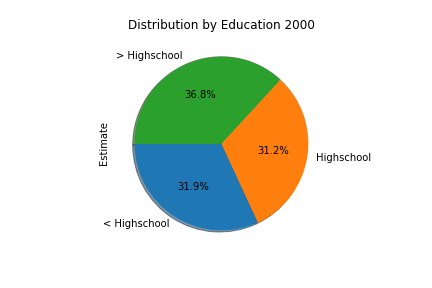 Distribution by Education 2000
> Highschool
36.8%
Estimate
31.2%
Highschool
31.9%
< Highschool